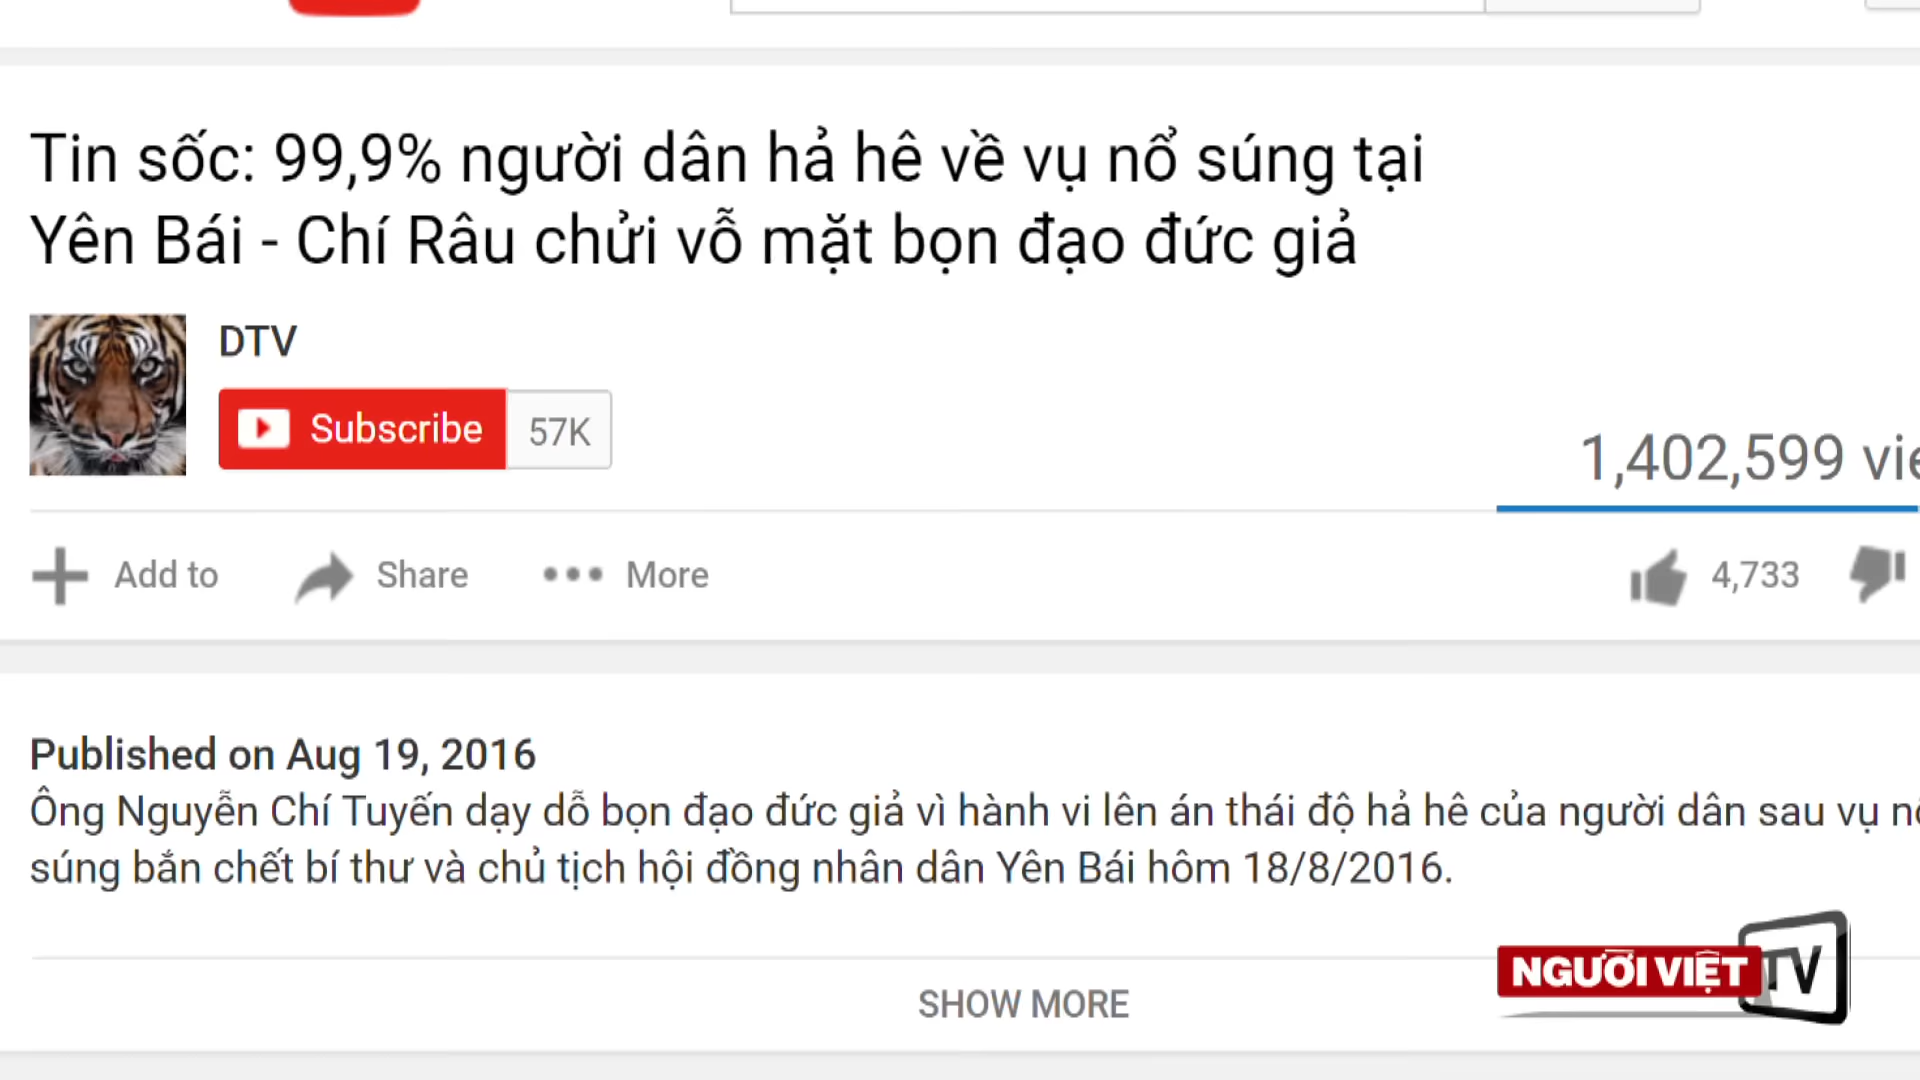 Tin sốc: 99,9% người dân hả hê về vụ nổ súng tại
Yên Bái - Chí Râu chửi vỗ mặt bọn đạo đức giả
DTV
Subscribe 57K
1,402,599
Add to Share More 4,733
Published on Aug 19, 2016
Ông Nguyễn Chí Tuyến dạy dỗ bọn đạo đức giả vì hành vi lên án thái độ hả hê của người dân sau vụ
súng bắn chết bí thư và chủ tịch hội đồng nhân dân Yên Bái hôm 18/8/2016.
NGƯỜI VIỆT TV
SHOW MORE